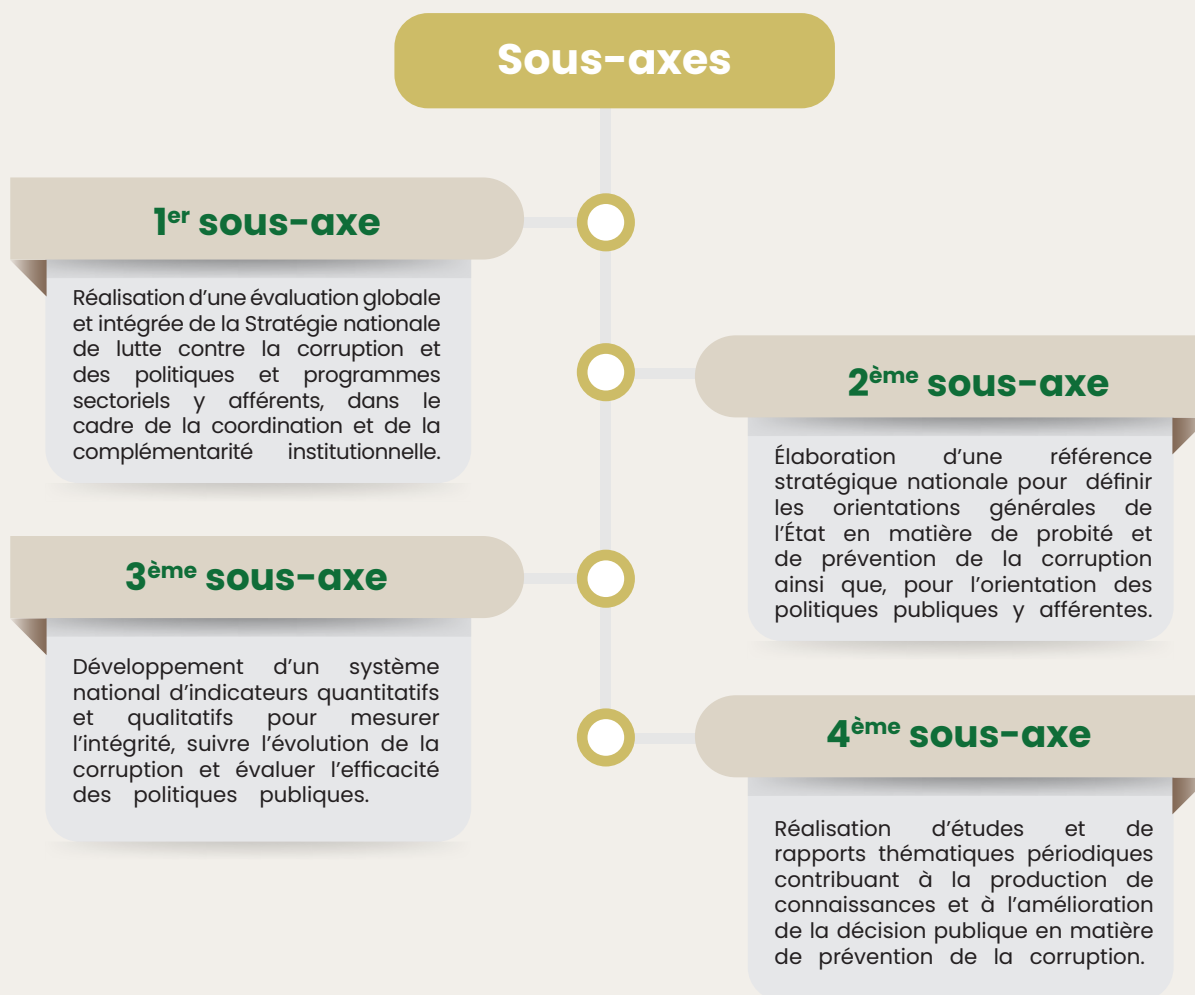 Sous-axes
1er sous-axe
Réalisation d’une évaluation globale
et intégrée de la Stratégie nationale
de lutte contre la corruption et
des politiques et programmes
sectoriels y afférents, dans le
cadre de la coordination et de la
complémentarité institutionnelle.
2ème sous-axe
Élaboration d’une référence
stratégique nationale pour définir
les orientations générales de
l’État en matière de probité et
de prévention de la corruption
ainsi que, pour l’orientation des
politiques publiques y afférentes.
3ème sous-axe
Développement d’un système
national d’indicateurs quantitatifs
et qualitatifs pour mesurer
l’intégrité, suivre l’évolution de la
corruption et évaluer l’efficacité
des politiques publiques.
4ème sous-axe
Réalisation d’études et de
rapports thématiques périodiques
contribuant à la production de
connaissances et à l’amélioration
de la décision publique en matière
de prévention de la corruption.